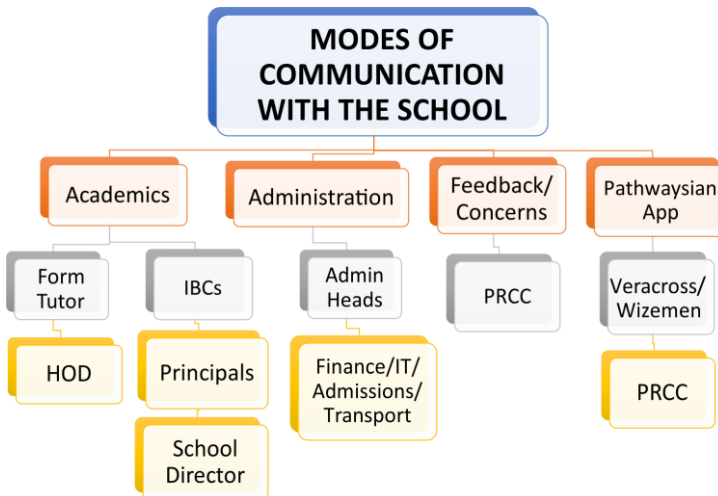 MODES OF
COMMUNICATION
WITH THE SCHOOL
Academics
Administration
Feedback/
Concerns
Pathwaysian
App
Form
Tutor
IBCs
Admin
Heads
PRCC
Veracross/
Wizemen
HOD
Principals
Finance/IT/
Admissions/
Transport
PRCC
School
Director